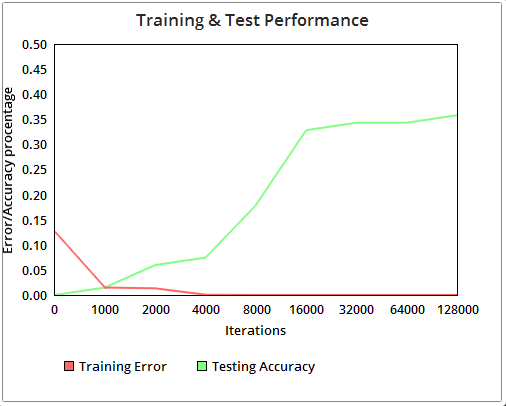 Training & Test Performance
Error/Accuracy procentage
0.50
0.45
0.40
0.35
0.30
0.25
0.20
0.15
0.10
0.05
0.00
0 1000 2000 4000 8000 16000 32000 64000 128000
Iterations
Training Error Testing Accuracy